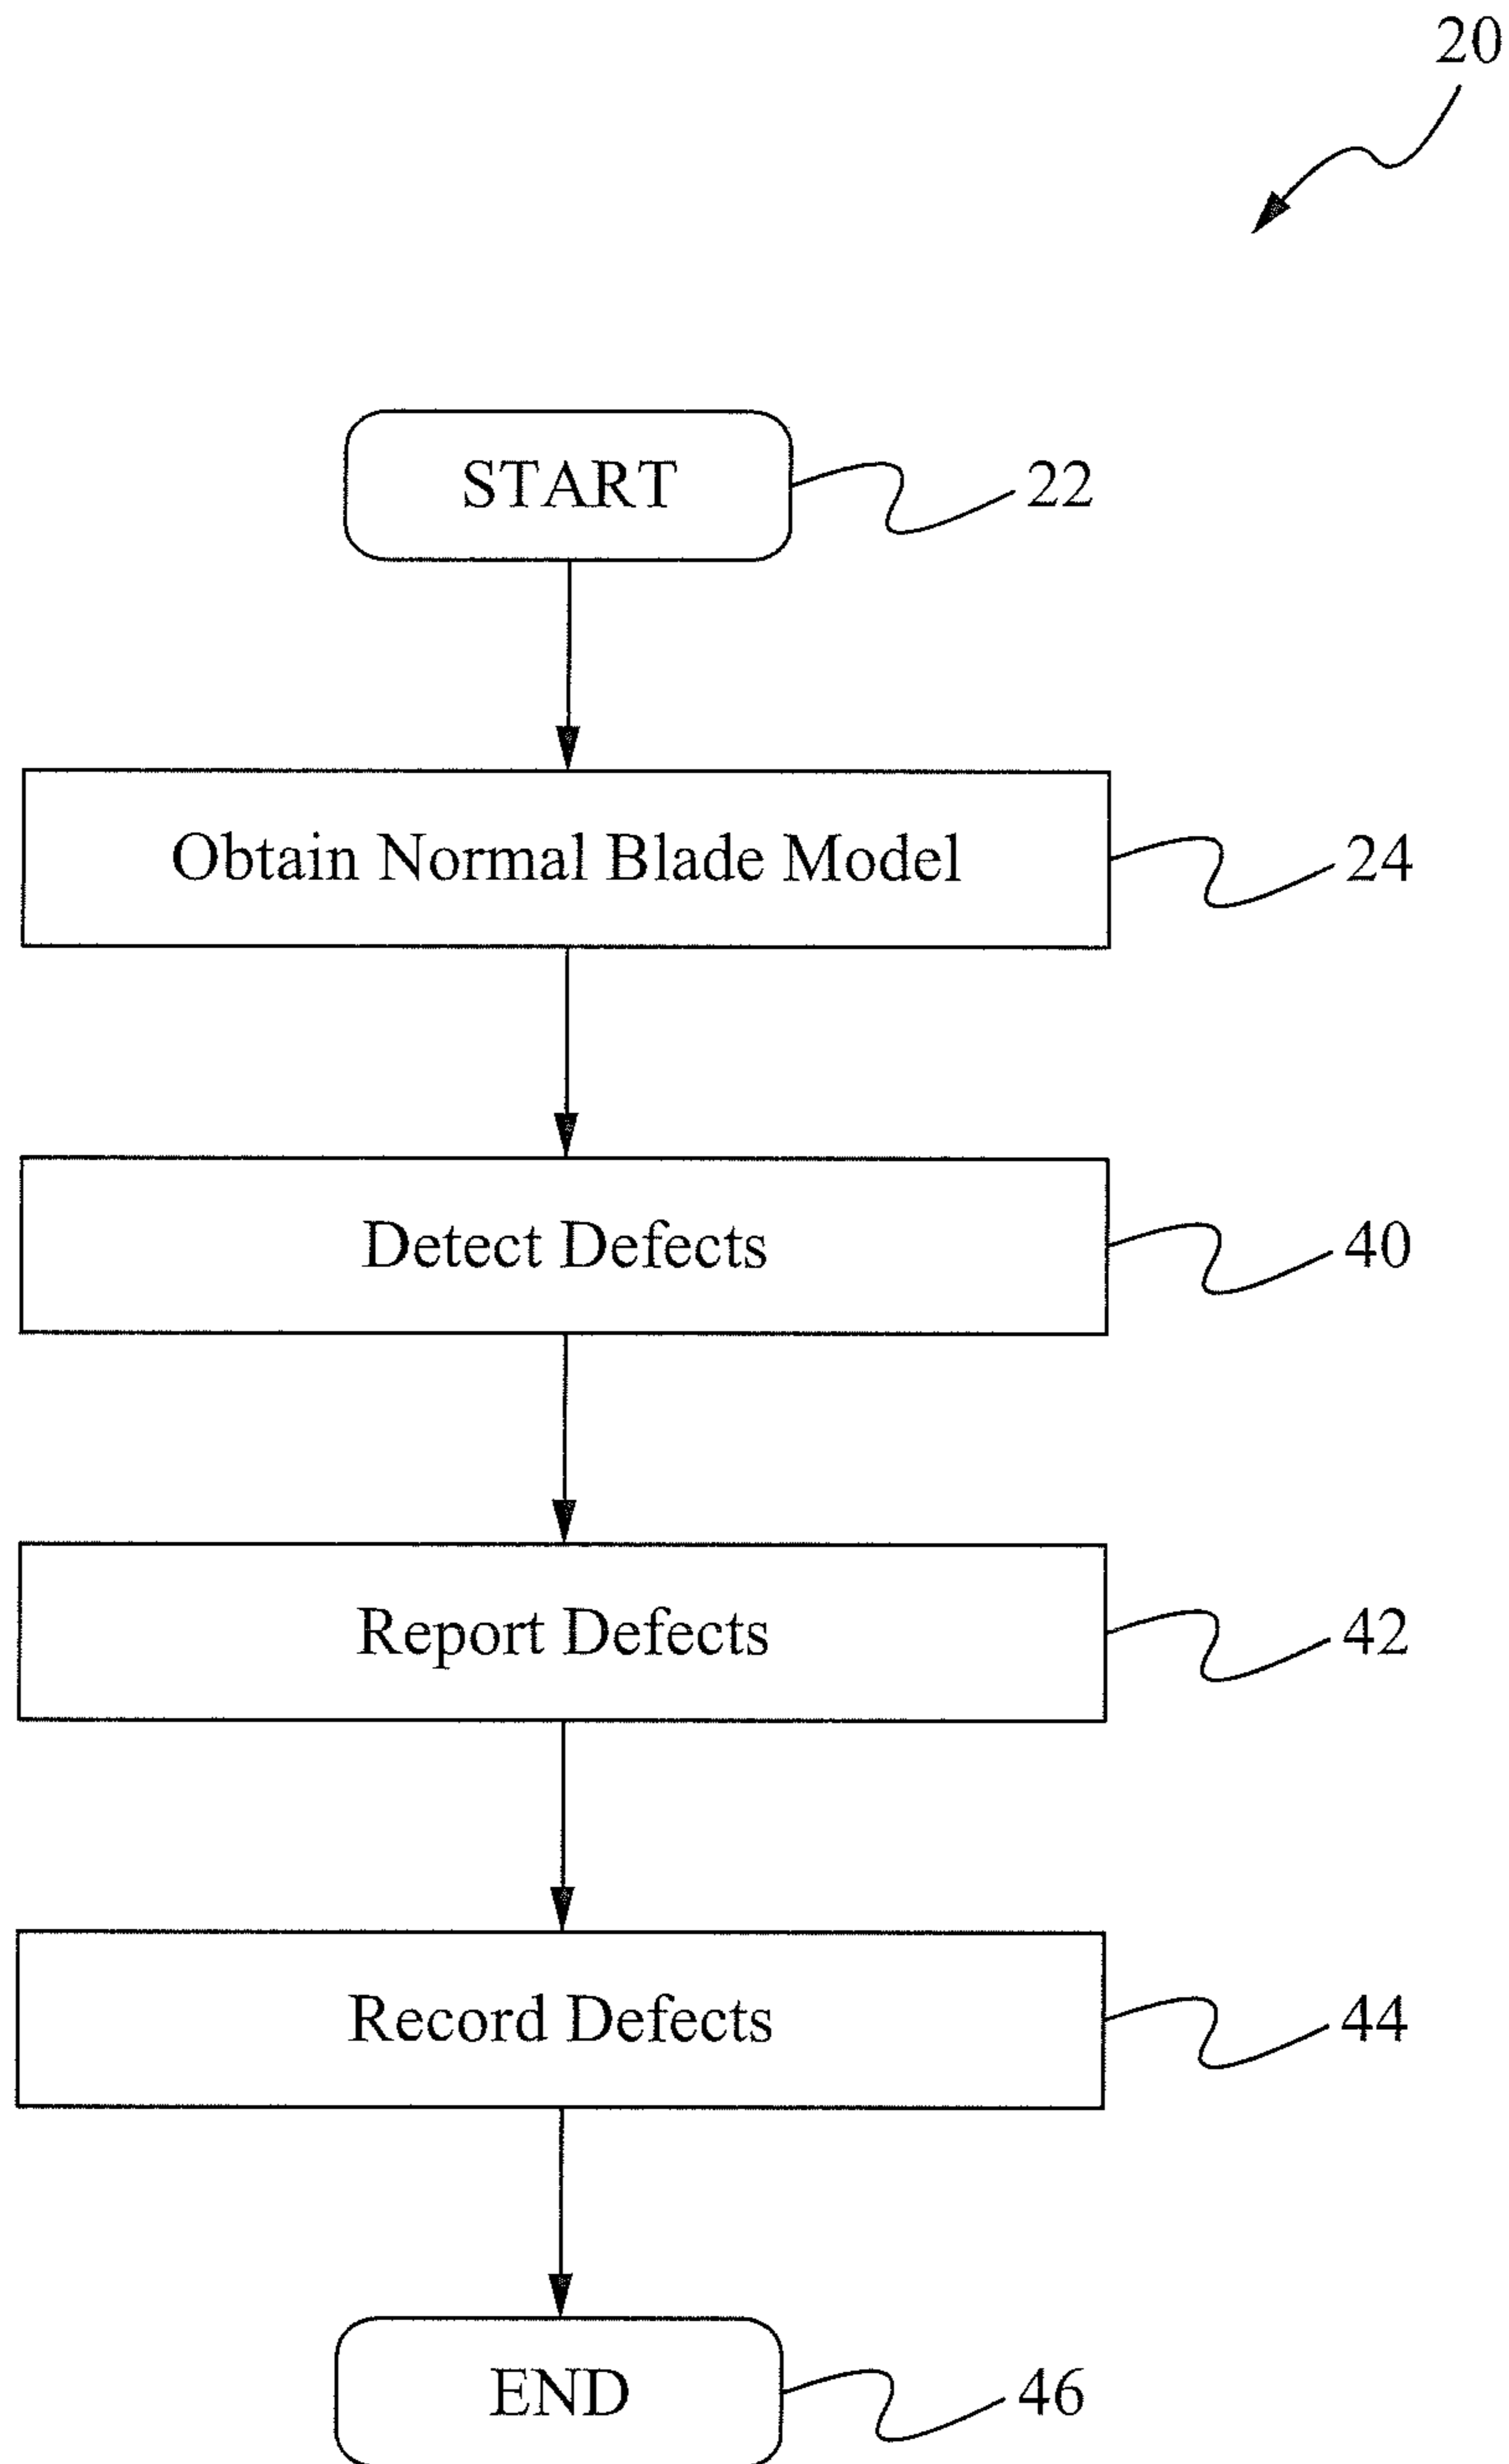 20
START
22
Obtain Normal Blade Model
24
Detect Defects
40
Report Defects
42
Record Defects
44
END
46